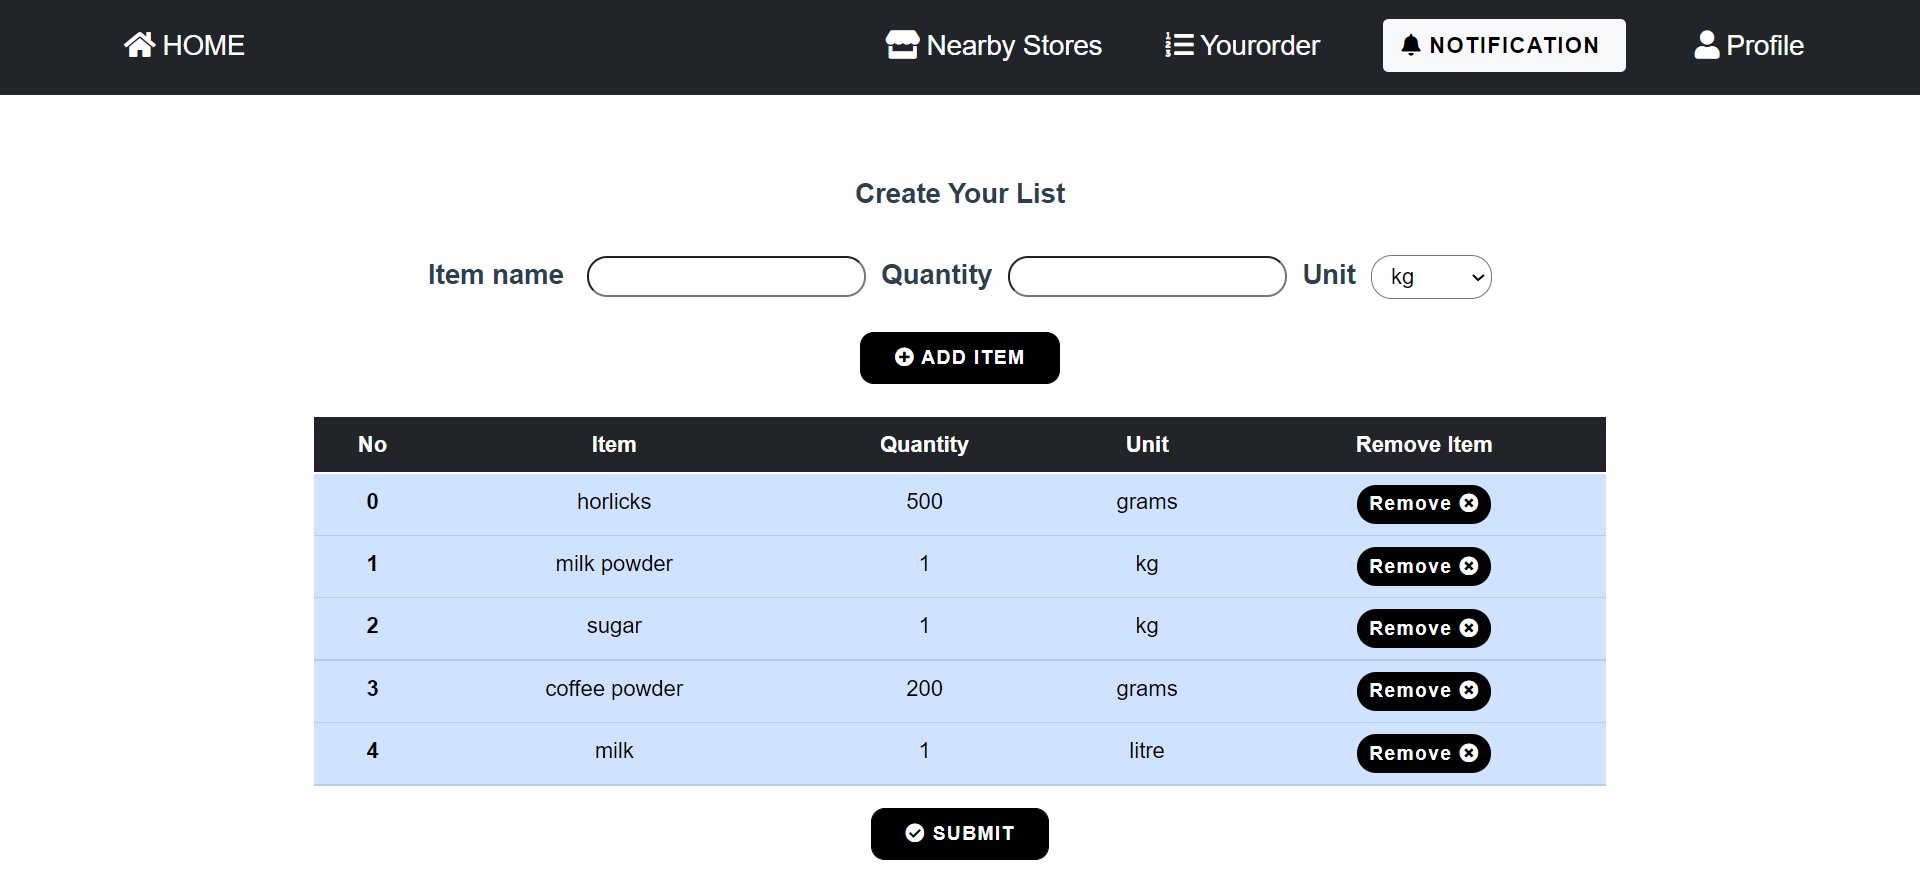 HOME Nearby Stores Yourorder NOTIFICATION Profile
Create Your List
Item name Quantity Unit kg
ADD ITEM
No Item Quantity Unit Remove Item
0 horlicks 500 grams Remove
1 milk powder 1 kg Remove
2 sugar 1 kg Remove
3 coffee powder 200 grams Remove
4 milk 1 litre Remove
SUBMIT